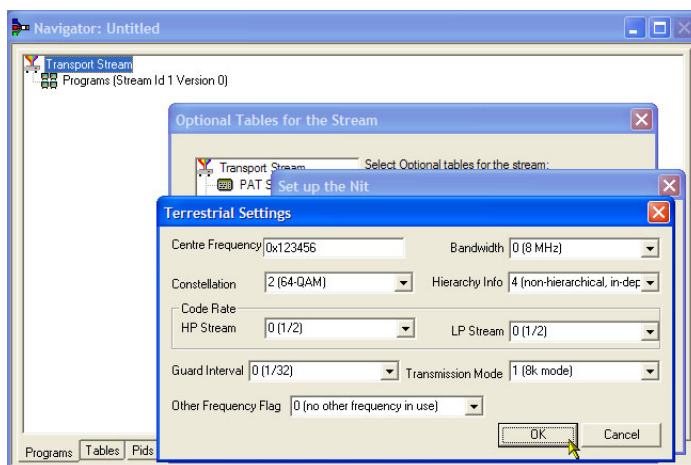 Navigator: Untitled
Transport Stream
Programs (Stream Id 1 Version 0)
Optional Tables for the Stream
Transport Stream
Select Optional tables for the stream:
PAT S
Set up the Nit
Terrestrial Settings
Centre Frequency 0x123456
Bandwidth 0 (8 MHz)
Constellation 2 (64-QAM)
Hierarchy Info 4 (non-hierarchical, in-dep
Code Rate
HP Stream 0 (1/2)
LP Stream 0 (1/2)
Guard Interval 0 (1/32)
Transmission Mode 1 (8k mode)
Other Frequency Flag 0 (no other frequency in use)
OK Cancel
Programs Tables Pids